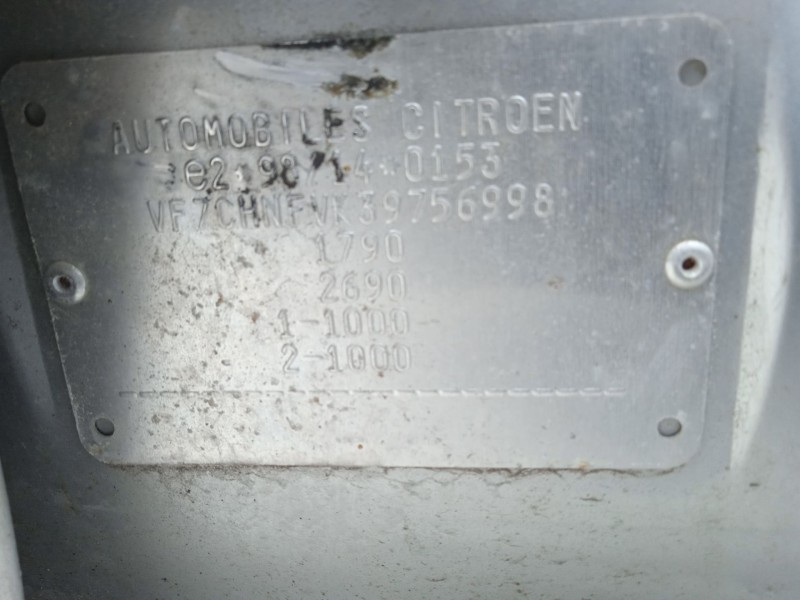 AUTOMOBILES CITROEN
e2*98/14*0153
VF7CHNFVK39756998
1790
2690
1-1000
2-1000